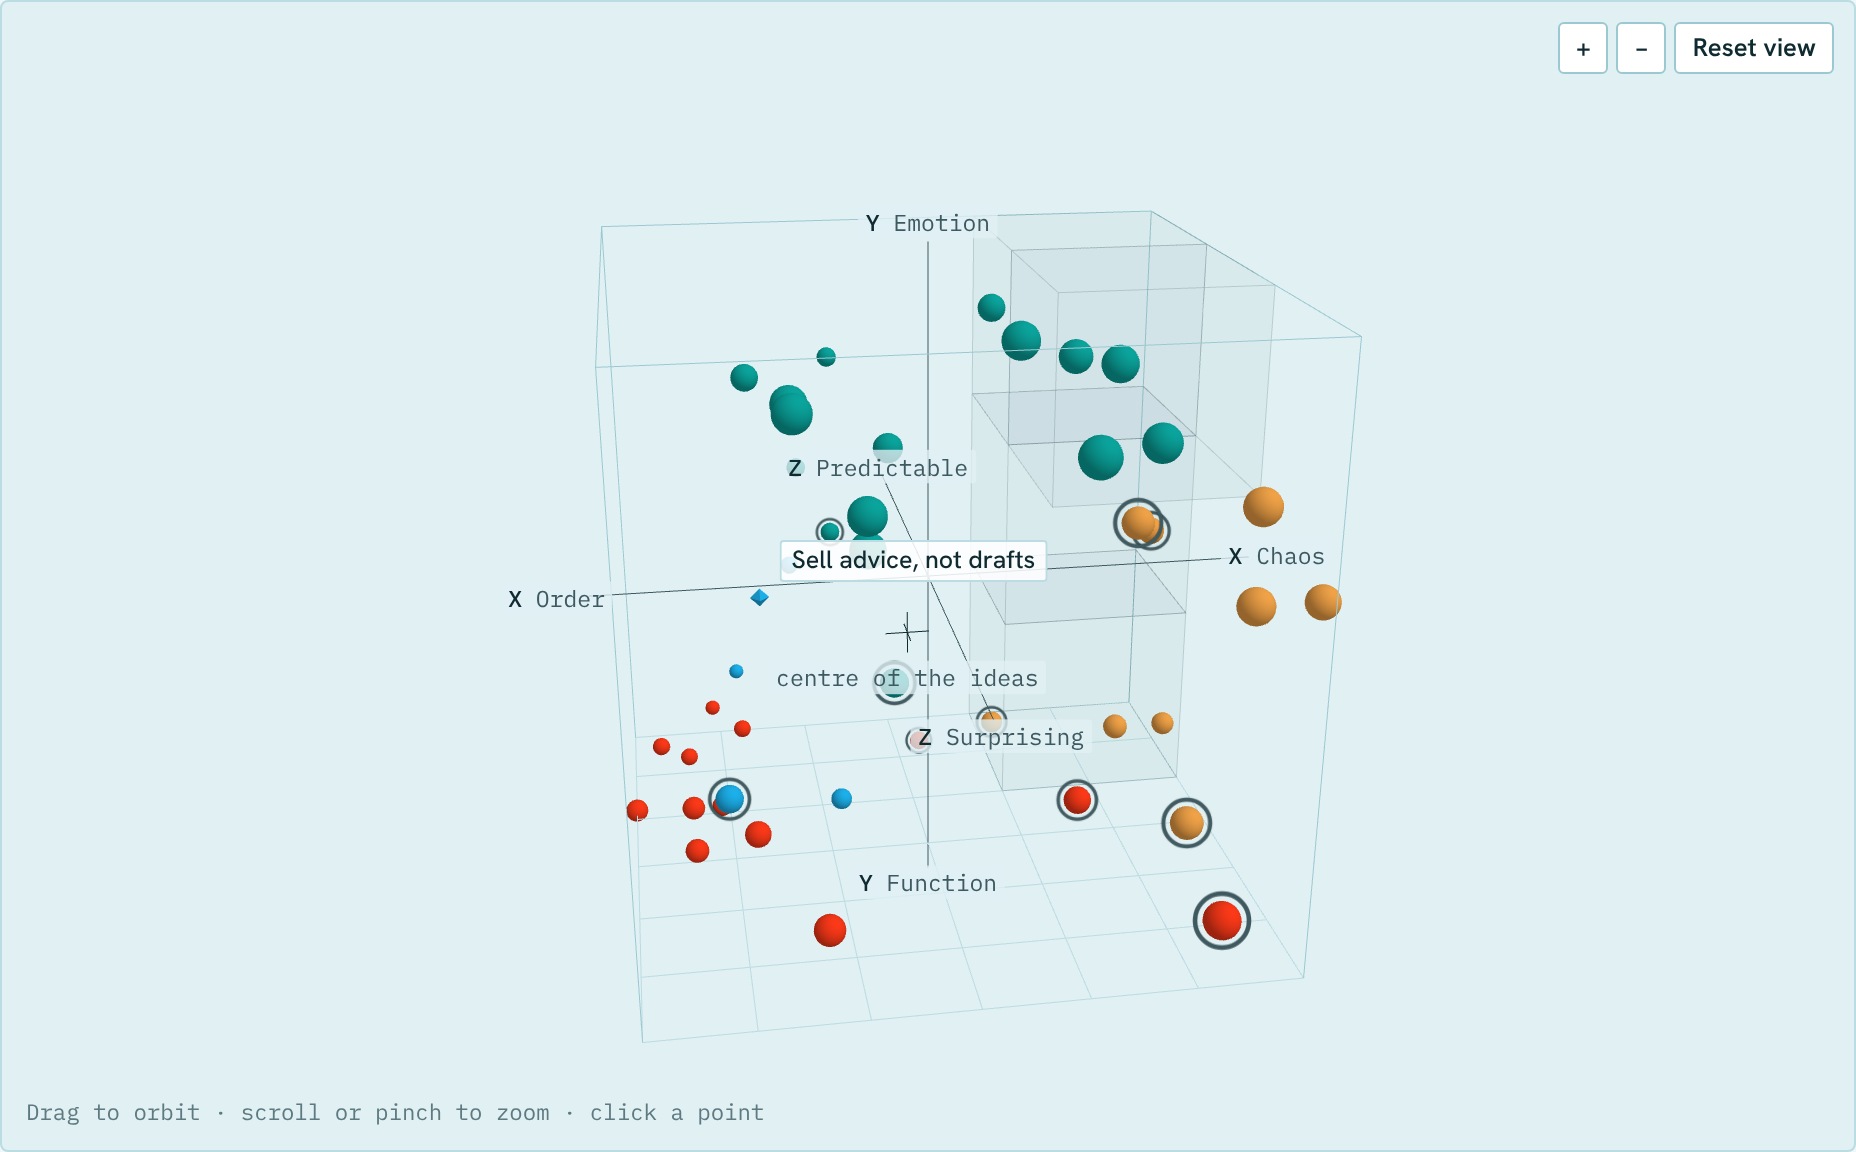 +
–
Reset view
Y Emotion
Z Predictable
Sell advice, not drafts
X Chaos
X Order
centre of the ideas
Z Surprising
Y Function
Drag to orbit · scroll or pinch to zoom · click a point